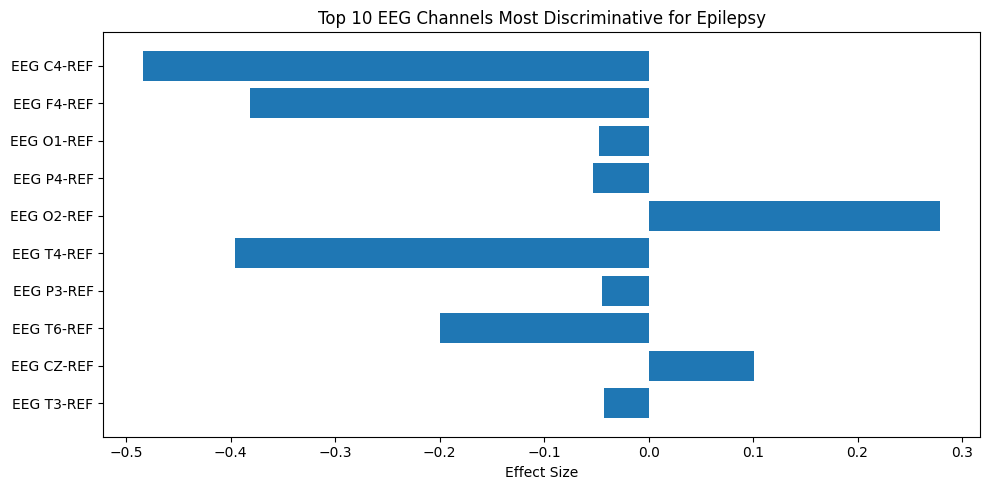 Top 10 EEG Channels Most Discriminative for Epilepsy
EEG C4-REF
EEG F4-REF
EEG O1-REF
EEG P4-REF
EEG O2-REF
EEG T4-REF
EEG P3-REF
EEG T6-REF
EEG CZ-REF
EEG T3-REF
−0.5 −0.4 −0.3 −0.2 −0.1 0.0 0.1 0.2 0.3
Effect Size